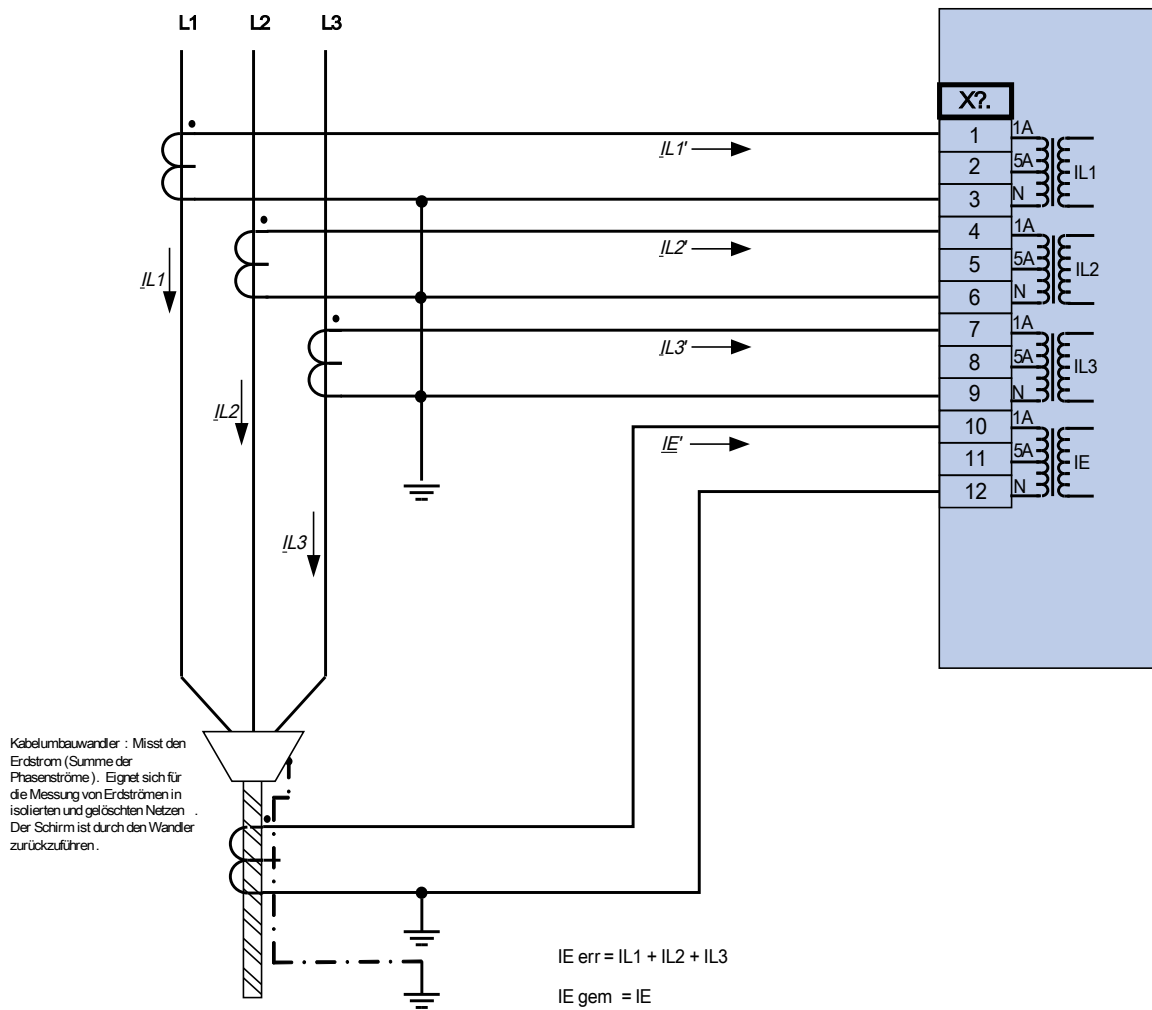 L1 L2 L3
X?.
1 1A
2 5A
3 N
IL1
4 1A
5 5A
6 N
IL2
7 1A
8 5A
9 N
IL3
10 1A
11 5A
12 N
IE
IL1'
IL2'
IL3'
IE'
IL1
IL2
IL3
Kabelumbauwandler : Misst den
Erdstrom (Summe der
Phasenströme). Eignet sich für
die Messung von Erdströmen in
isolierten und gelöschten Netzen .
Der Schirm ist durch den Wandler
zurückzuführen.
IE err = IL1 + IL2 + IL3
IE gem = IE